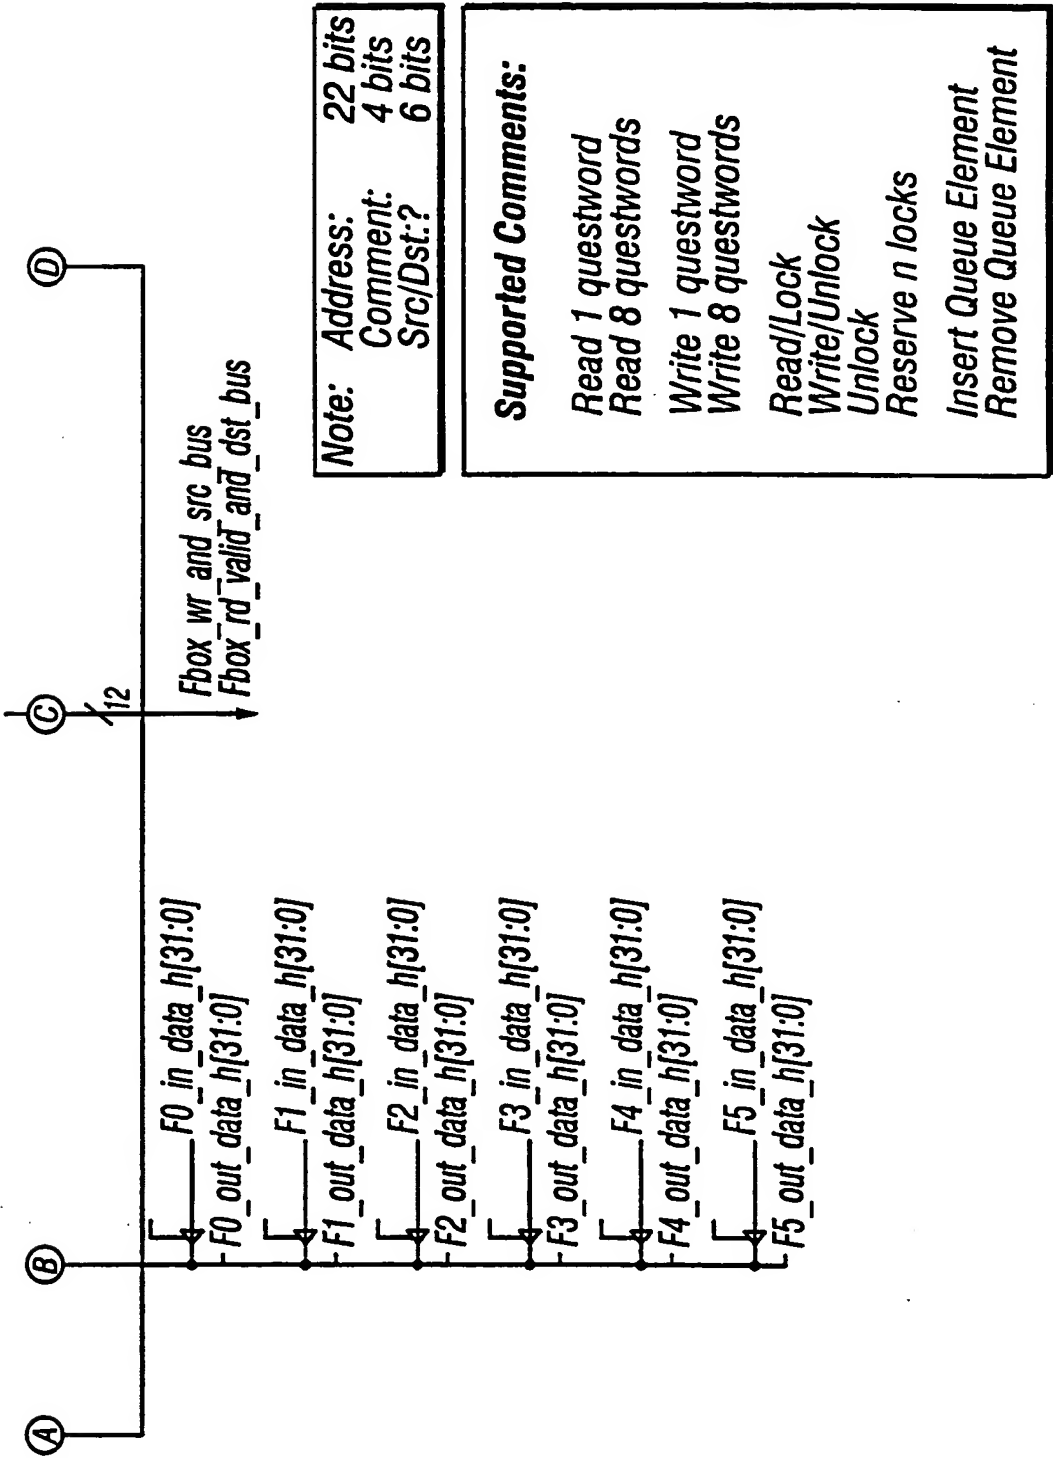 A
B
C
D
12
Fbox_wr_and_src_bus
Fbox_rd_valid_and_dst_bus
F0_in_data_h[31:0]
F0_out_data_h[31:0]
F1_in_data_h[31:0]
F1_out_data_h[31:0]
F2_in_data_h[31:0]
F2_out_data_h[31:0]
F3_in_data_h[31:0]
F3_out_data_h[31:0]
F4_in_data_h[31:0]
F4_out_data_h[31:0]
F5_in_data_h[31:0]
F5_out_data_h[31:0]
Note: Address: 22 bits
Comment: 4 bits
Src/Dst:? 6 bits
Supported Comments:
Read 1 questword
Read 8 questwords
Write 1 questword
Write 8 questwords
Read/Lock
Write/Unlock
Unlock
Reserve n locks
Insert Queue Element
Remove Queue Element